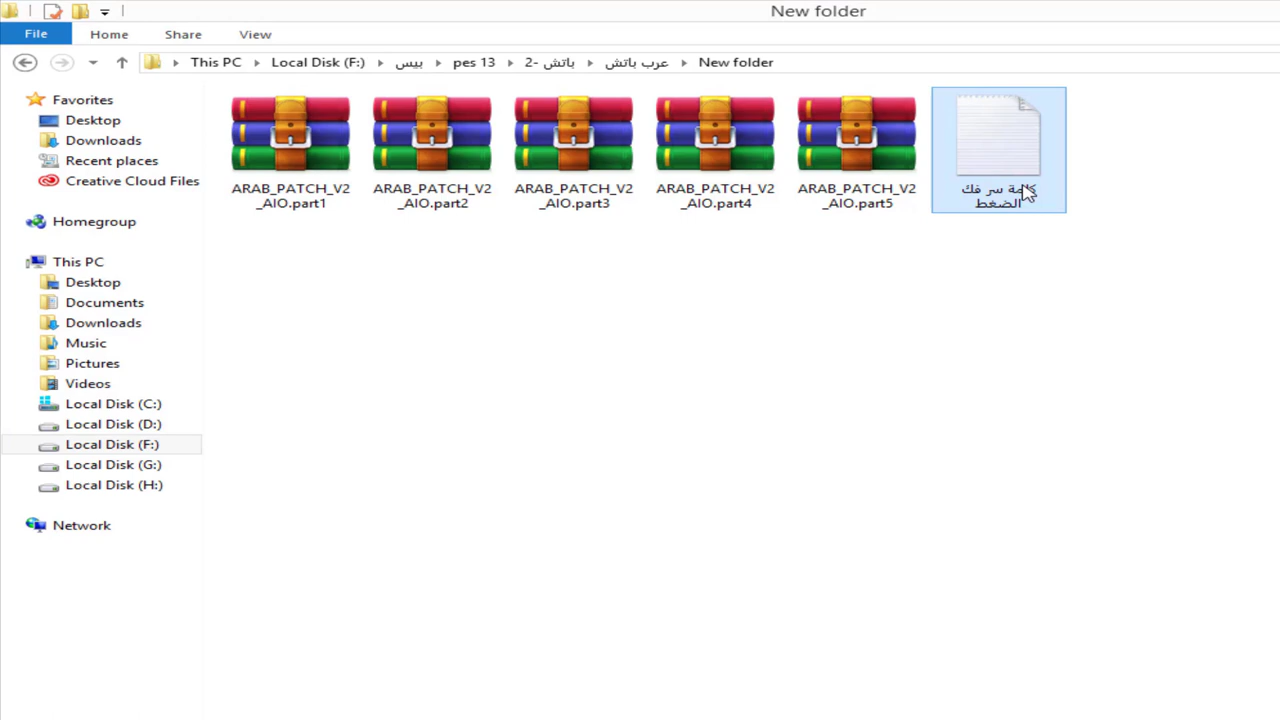 New folder
File
Home
Share
View
This PC
Local Disk (F:)
بيس
pes 13
باتش -2
عرب باتش
New folder
Favorites
Desktop
Downloads
Recent places
Creative Cloud Files
Homegroup
This PC
Desktop
Documents
Downloads
Music
Pictures
Videos
Local Disk (C:)
Local Disk (D:)
Local Disk (F:)
Local Disk (G:)
Local Disk (H:)
Network
ARAB_PATCH_V2
_AIO.part1
ARAB_PATCH_V2
_AIO.part2
ARAB_PATCH_V2
_AIO.part3
ARAB_PATCH_V2
_AIO.part4
ARAB_PATCH_V2
_AIO.part5
كلمة سر فك
الضغط